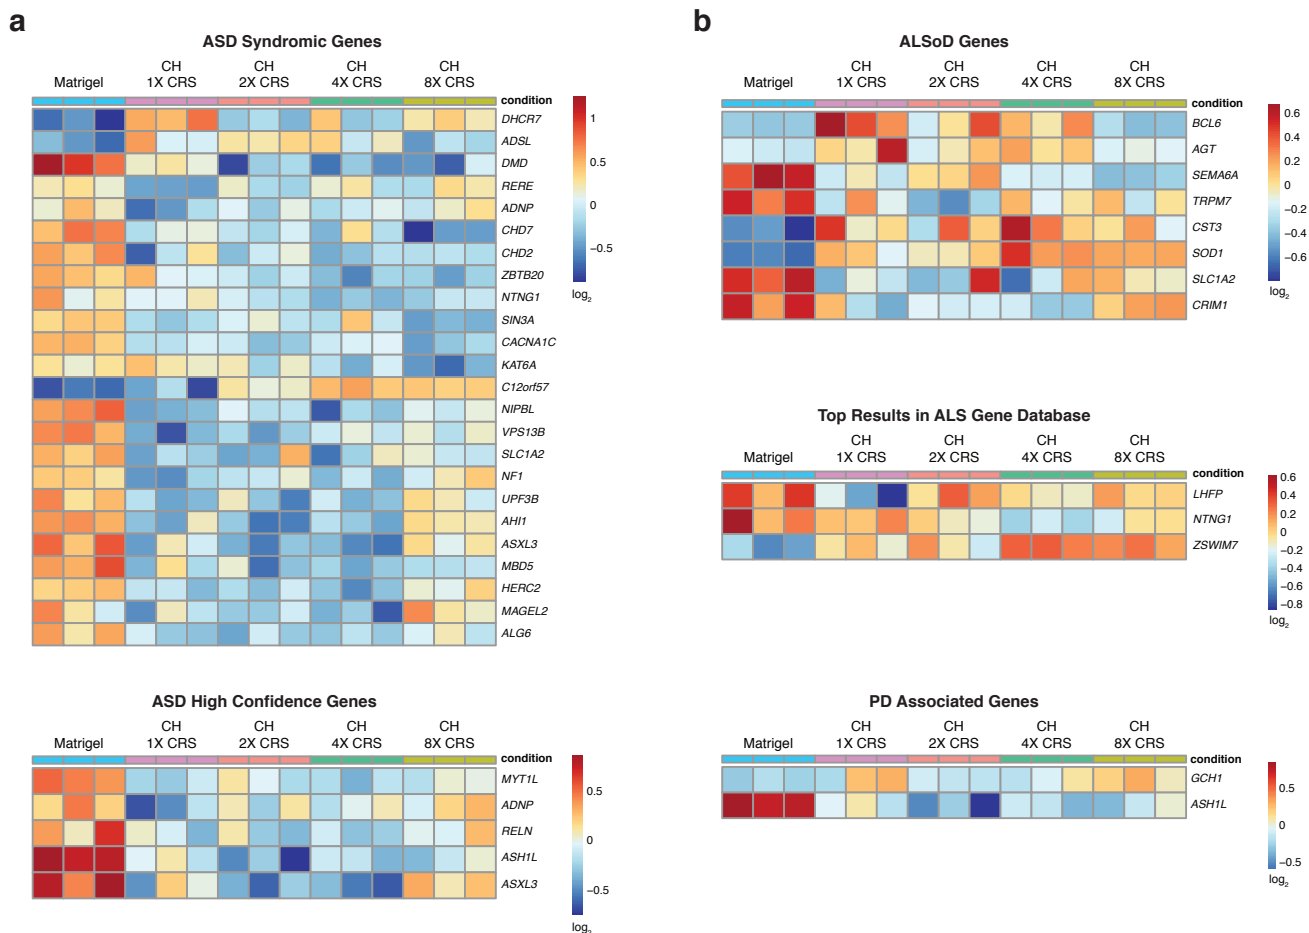 a
ASD Syndromic Genes
Matrigel
CH
1X CRS
CH
2X CRS
CH
4X CRS
CH
8X CRS
condition
DHCR7
ADSL
DMD
RERE
ADNP
CHD7
CHD2
ZBTB20
NTNG1
SIN3A
CACNA1C
KAT6A
C12orf57
NIPBL
VPS13B
SLC1A2
NF1
UPF3B
AHI1
ASXL3
MBD5
HERC2
MAGEL2
ALG6
1
0.5
0
−0.5
log2
ASD High Confidence Genes
Matrigel
CH
1X CRS
CH
2X CRS
CH
4X CRS
CH
8X CRS
condition
MYT1L
ADNP
RELN
ASH1L
ASXL3
0.5
0
−0.5
log2
b
ALSoD Genes
Matrigel
CH
1X CRS
CH
2X CRS
CH
4X CRS
CH
8X CRS
condition
BCL6
AGT
SEMA6A
TRPM7
CST3
SOD1
SLC1A2
CRIM1
0.6
0.4
0.2
0
−0.2
−0.4
−0.6
log2
Top Results in ALS Gene Database
Matrigel
CH
1X CRS
CH
2X CRS
CH
4X CRS
CH
8X CRS
condition
LHFP
NTNG1
ZSWIM7
0.6
0.4
0.2
0
−0.2
−0.4
−0.6
−0.8
log2
PD Associated Genes
Matrigel
CH
1X CRS
CH
2X CRS
CH
4X CRS
CH
8X CRS
condition
GCH1
ASH1L
0.5
0
−0.5
log2